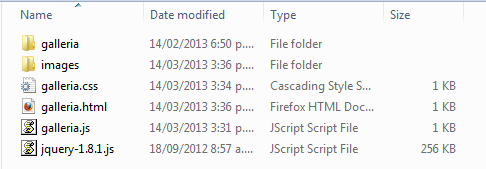 Name Date modified Type Size
galleria 14/02/2013 6:50 p.... File folder
images 14/03/2013 3:36 p.... File folder
galleria.css 14/03/2013 3:34 p.... Cascading Style S... 1 KB
galleria.html 14/03/2013 3:36 p.... Firefox HTML Doc... 1 KB
galleria.js 14/03/2013 3:31 p.... JScript Script File 1 KB
jquery-1.8.1.js 18/09/2012 8:57 a.... JScript Script File 256 KB